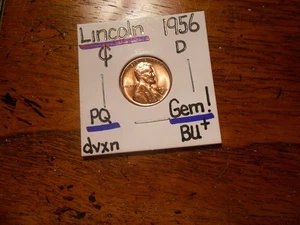 Lincoln 1956
¢ D
PQ Gem!
dvxn BU+